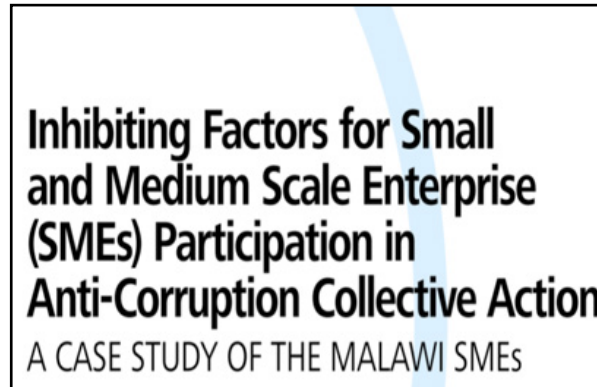 Inhibiting Factors for Small
and Medium Scale Enterprise
(SMEs) Participation in
Anti-Corruption Collective Action
A CASE STUDY OF THE MALAWI SMEs